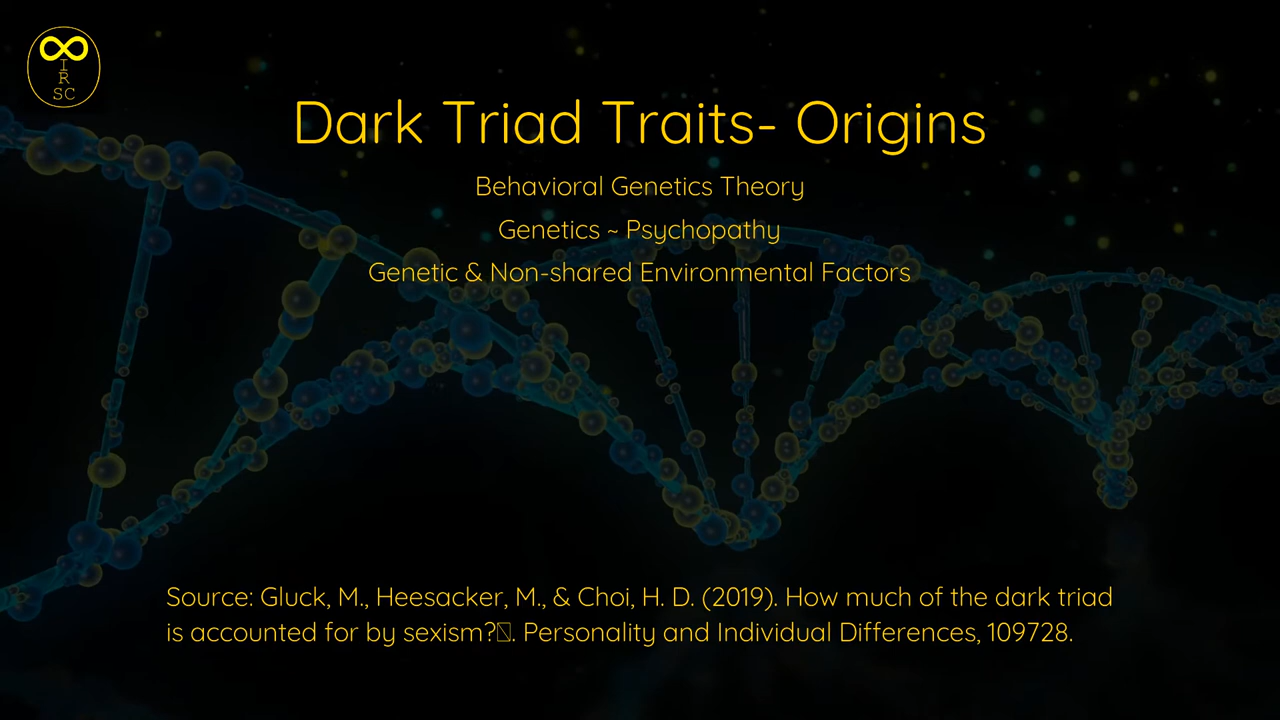 ∞
I
R
SC
Dark Triad Traits- Origins
Behavioral Genetics Theory
Genetics ~ Psychopathy
Genetic & Non-shared Environmental Factors
Source: Gluck, M., Heesacker, M., & Choi, H. D. (2019). How much of the dark triad
is accounted for by sexism?. Personality and Individual Differences, 109728.